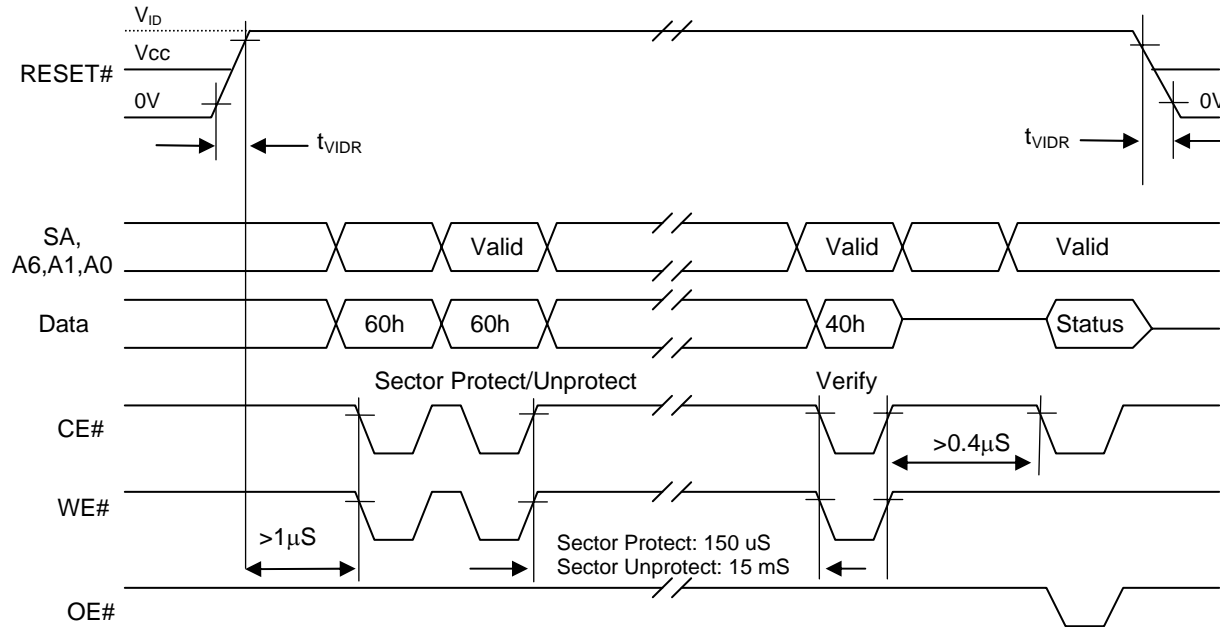 VID
Vcc
RESET#
0V
0V
tVIDR
tVIDR
SA,
A6,A1,A0
Valid
Valid
Valid
Data
60h
60h
40h
Status
Sector Protect/Unprotect
Verify
CE#
>0.4μS
WE#
>1μS
Sector Protect: 150 uS
Sector Unprotect: 15 mS
OE#